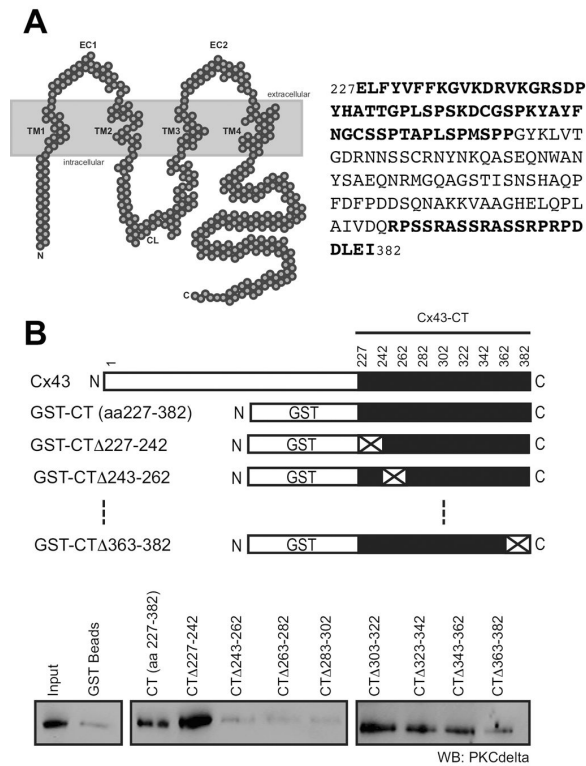 A
EC1
EC2
extracellular
TM1
TM2
TM3
TM4
intracellular
CL
N
C
227ELFYVFFKGVKDRVKGRSDP
YHATTGPLSPSKDCGSPKYAYF
NGCSSPTAPLSPMSPPGYKLVT
GDRNNSSCRNYNKQASEQNWAN
YSAEQNRMGQAGSTISNSHAQP
FDFPDDSQNAKKVAAGHELQPL
AIVDQRPSSRASSRASSRPRPD
DLEI382
B
Cx43-CT
1
227
242
262
282
302
322
342
362
382
Cx43 N C
GST-CT (aa227-382) N GST C
GST-CTΔ227-242 N GST C
GST-CTΔ243-262 N GST C
GST-CTΔ363-382 N GST C
Input
GST Beads
CT (aa 227-382)
CTΔ227-242
CTΔ243-262
CTΔ263-282
CTΔ283-302
CTΔ303-322
CTΔ323-342
CTΔ343-362
CTΔ363-382
WB: PKCdelta